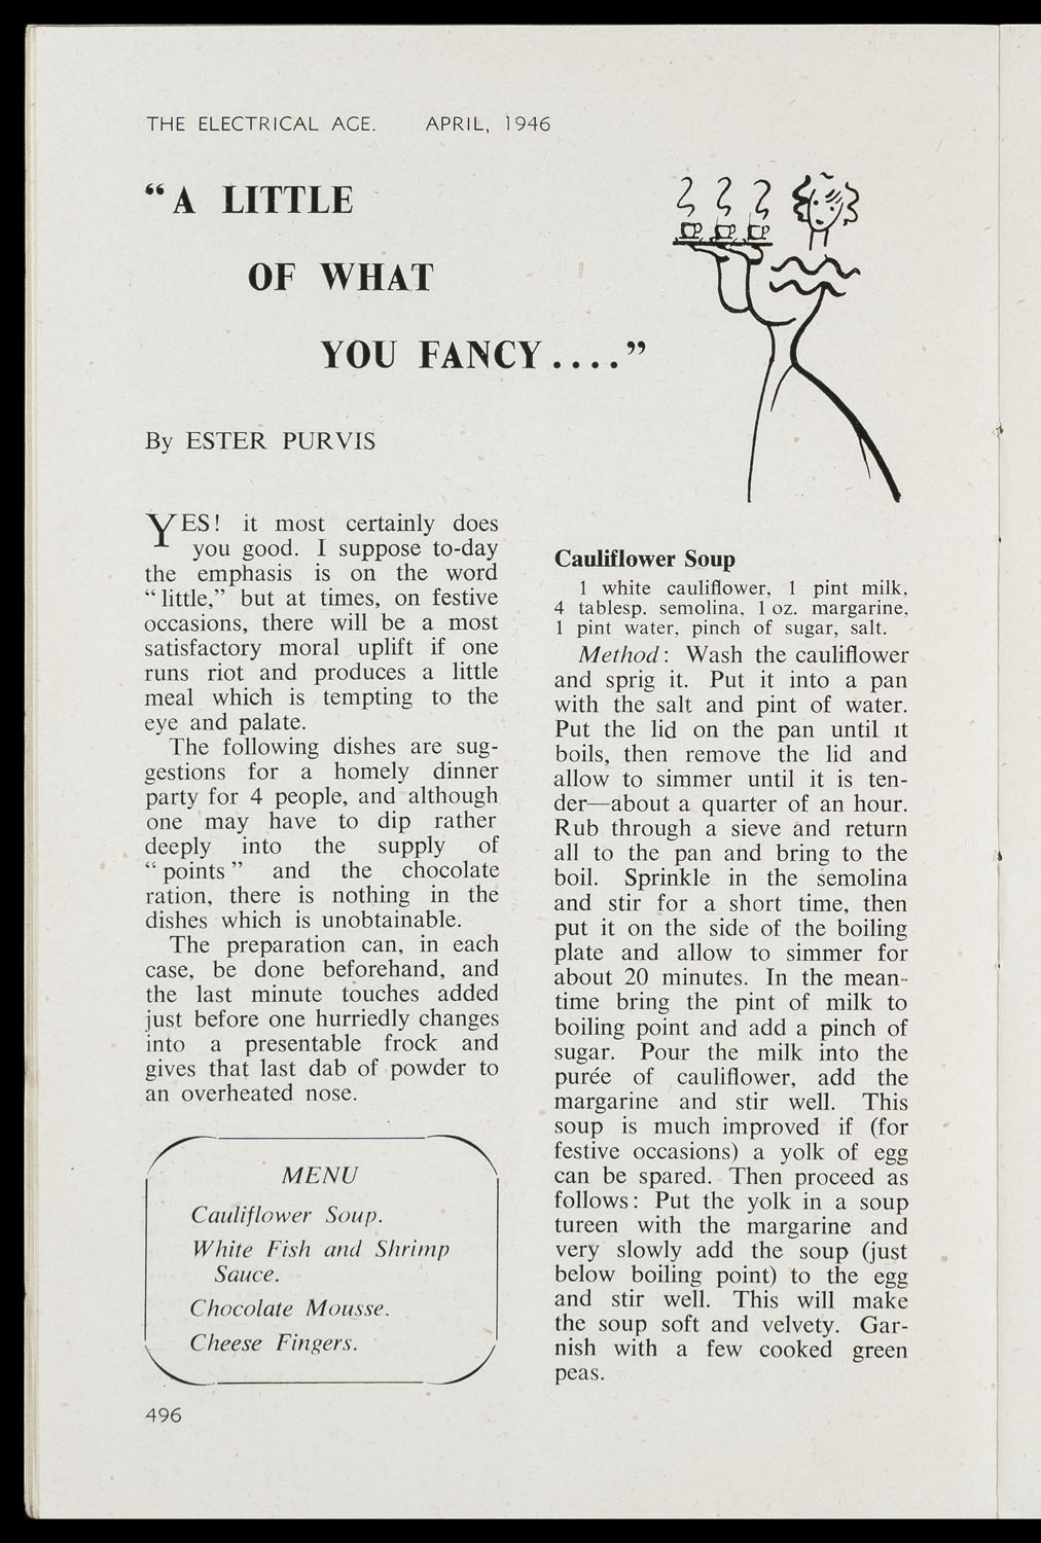 THE ELECTRICAL AGE. APRIL, 1946
“A LITTLE
OF WHAT
YOU FANCY....”
By ESTER PURVIS
YES! it most certainly does
you good. I suppose to-day
the emphasis is on the word
“little,” but at times, on festive
occasions, there will be a most
satisfactory moral uplift if one
runs riot and produces a little
meal which is tempting to the
eye and palate.
The following dishes are sug-
gestions for a homely dinner
party for 4 people, and although
one may have to dip rather
deeply into the supply of
“points” and the chocolate
ration, there is nothing in the
dishes which is unobtainable.
The preparation can, in each
case, be done beforehand, and
the last minute touches added
just before one hurriedly changes
into a presentable frock and
gives that last dab of powder to
an overheated nose.
MENU
Cauliflower Soup.
White Fish and Shrimp
Sauce.
Chocolate Mousse.
Cheese Fingers.
496
Cauliflower Soup
1 white cauliflower, 1 pint milk,
4 tablesp. semolina, 1 oz. margarine,
1 pint water, pinch of sugar, salt.
Method: Wash the cauliflower
and sprig it. Put it into a pan
with the salt and pint of water.
Put the lid on the pan until it
boils, then remove the lid and
allow to simmer until it is ten-
der—about a quarter of an hour.
Rub through a sieve and return
all to the pan and bring to the
boil. Sprinkle in the semolina
and stir for a short time, then
put it on the side of the boiling
plate and allow to simmer for
about 20 minutes. In the mean-
time bring the pint of milk to
boiling point and add a pinch of
sugar. Pour the milk into the
purée of cauliflower, add the
margarine and stir well. This
soup is much improved if (for
festive occasions) a yolk of egg
can be spared. Then proceed as
follows: Put the yolk in a soup
tureen with the margarine and
very slowly add the soup (just
below boiling point) to the egg
and stir well. This will make
the soup soft and velvety. Gar-
nish with a few cooked green
peas.